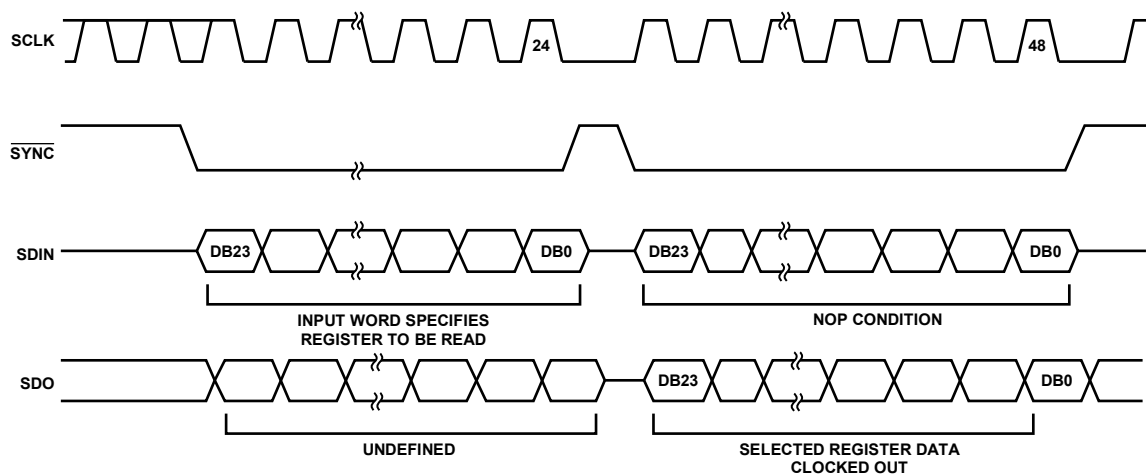 SCLK
24
48
SYNC
SDIN
DB23
DB0
DB23
DB0
INPUT WORD SPECIFIES
REGISTER TO BE READ
NOP CONDITION
SDO
DB23
DB0
UNDEFINED
SELECTED REGISTER DATA
CLOCKED OUT